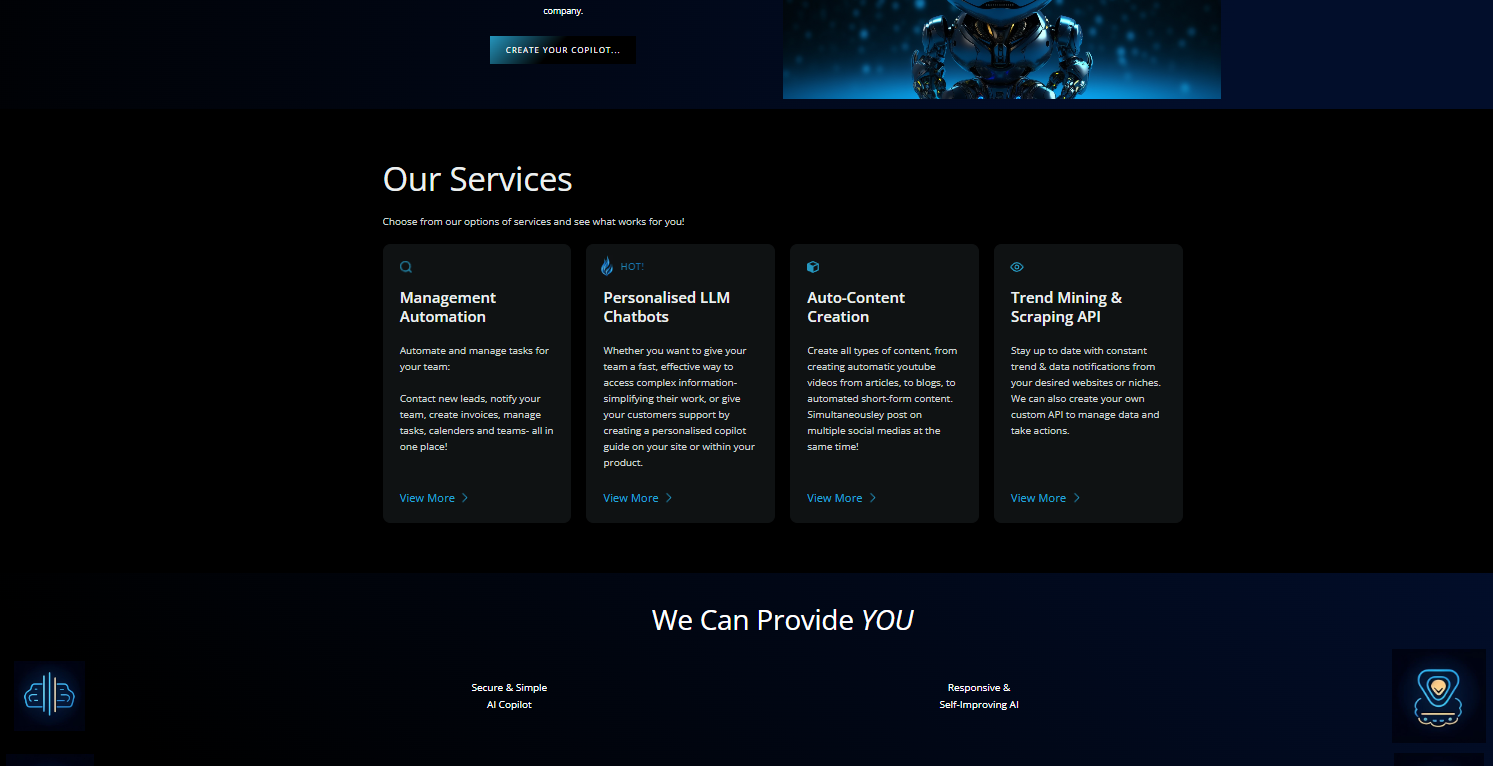 company.
CREATE YOUR COPILOT...
Our Services
Choose from our options of services and see what works for you!
Management
Automation
Automate and manage tasks for
your team:
Contact new leads, notify your
team, create invoices, manage
tasks, calenders and teams- all in
one place!
View More
HOT!
Personalised LLM
Chatbots
Whether you want to give your
team a fast, effective way to
access complex information-
simplifying their work, or give
your customers support by
creating a personalised copilot
guide on your site or within your
product.
View More
Auto-Content
Creation
Create all types of content, from
creating automatic youtube
videos from articles, to blogs, to
automated short-form content.
Simultaneousley post on
multiple social medias at the
same time!
View More
Trend Mining &
Scraping API
Stay up to date with constant
trend & data notifications from
your desired websites or niches.
We can also create your own
custom API to manage data and
take actions.
View More
We Can Provide YOU
Secure & Simple
AI Copilot
Responsive &
Self-Improving AI